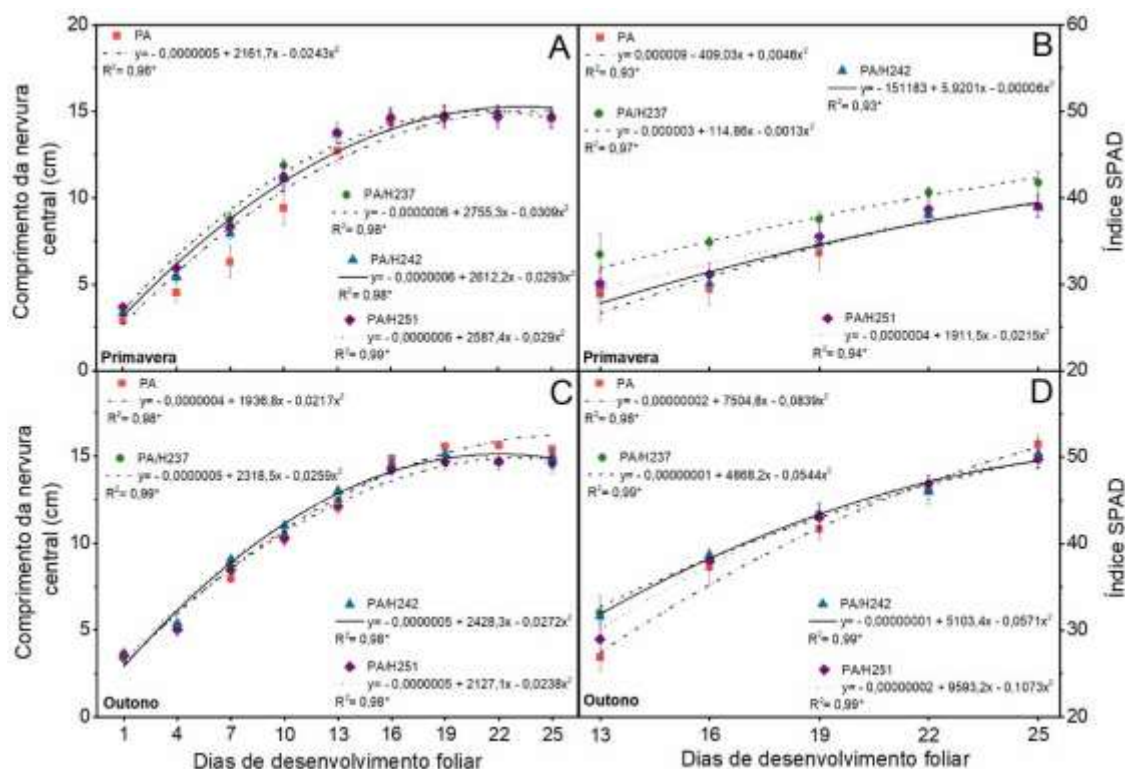 A
PA
y= - 0,0000005 + 2161,7x - 0,0243x²
R²= 0,96*
PA/H237
y= - 0,0000006 + 2755,3x - 0,0309x²
R²= 0,98*
PA/H242
y= - 0,0000006 + 2612,2x - 0,0293x²
R²= 0,98*
PA/H251
y= - 0,0000006 + 2587,4x - 0,029x²
R²= 0,99*
Primavera
Comprimento da nervura
central (cm)
20
15
10
5
0
B
PA
y= 0,000009 - 409,03x + 0,0046x²
R²= 0,93*
PA/H242
y= - 151183 + 5,9201x - 0,00006x²
R²= 0,93*
PA/H237
y= - 0,000003 + 114,86x - 0,0013x²
R²= 0,97*
PA/H251
y= - 0,0000004 + 1911,5x - 0,0215x²
R²= 0,94*
Primavera
Índice SPAD
60
50
40
30
20
C
PA
y= - 0,0000004 + 1936,8x - 0,0217x²
R²= 0,98*
PA/H237
y= - 0,0000005 + 2318,5x - 0,0259x²
R²= 0,99*
PA/H242
y= - 0,0000005 + 2428,3x - 0,0272x²
R²= 0,98*
PA/H251
y= - 0,0000005 + 2127,1x - 0,0238x²
R²= 0,98*
Outono
Comprimento da nervura
central (cm)
15
10
5
0
1 4 7 10 13 16 19 22 25
Dias de desenvolvimento foliar
D
PA
y= - 0,00000002 + 7504,6x - 0,0839x²
R²= 0,98*
PA/H237
y= - 0,00000001 + 4868,2x - 0,0544x²
R²= 0,99*
PA/H242
y= - 0,00000001 + 5103,4x - 0,0571x²
R²= 0,99*
PA/H251
y= - 0,00000002 + 9593,2x - 0,1073x²
R²= 0,99*
Outono
Índice SPAD
50
40
30
20
13 16 19 22 25
Dias de desenvolvimento foliar